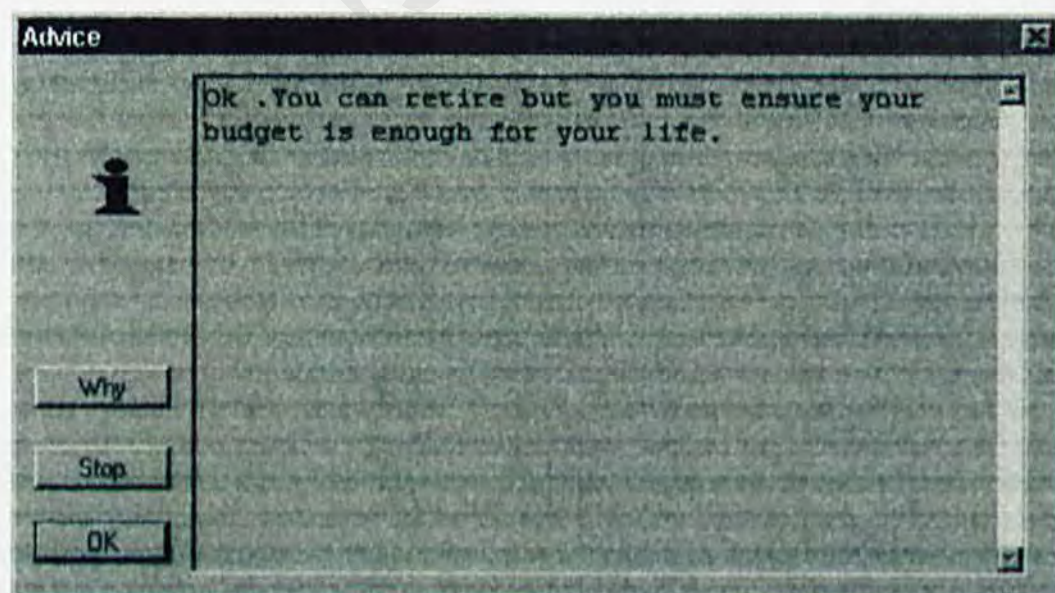 Advice
Ok .You can retire but you must ensure your
budget is enough for your life.
Why
Stop
OK